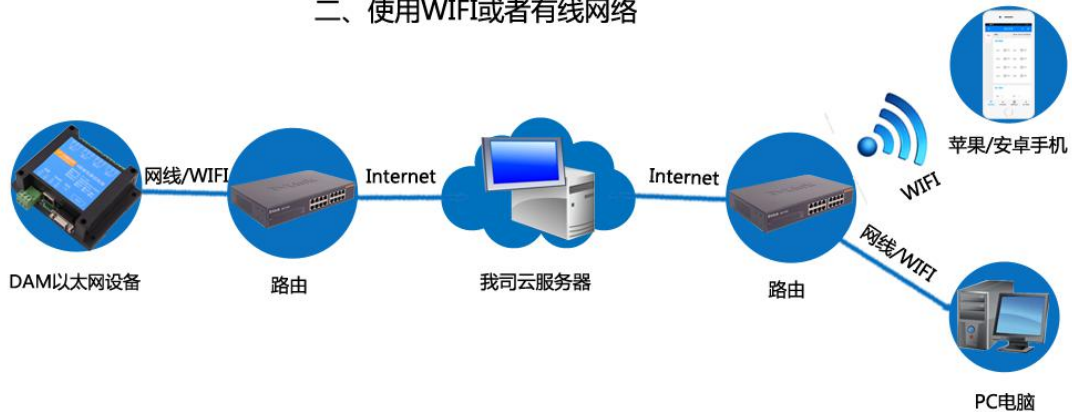 二、使用WIFI或者有线网络
苹果/安卓手机
网线/WIFI
Internet
Internet
WIFI
网线/WIFI
DAM以太网设备
路由
我司云服务器
路由
PC电脑